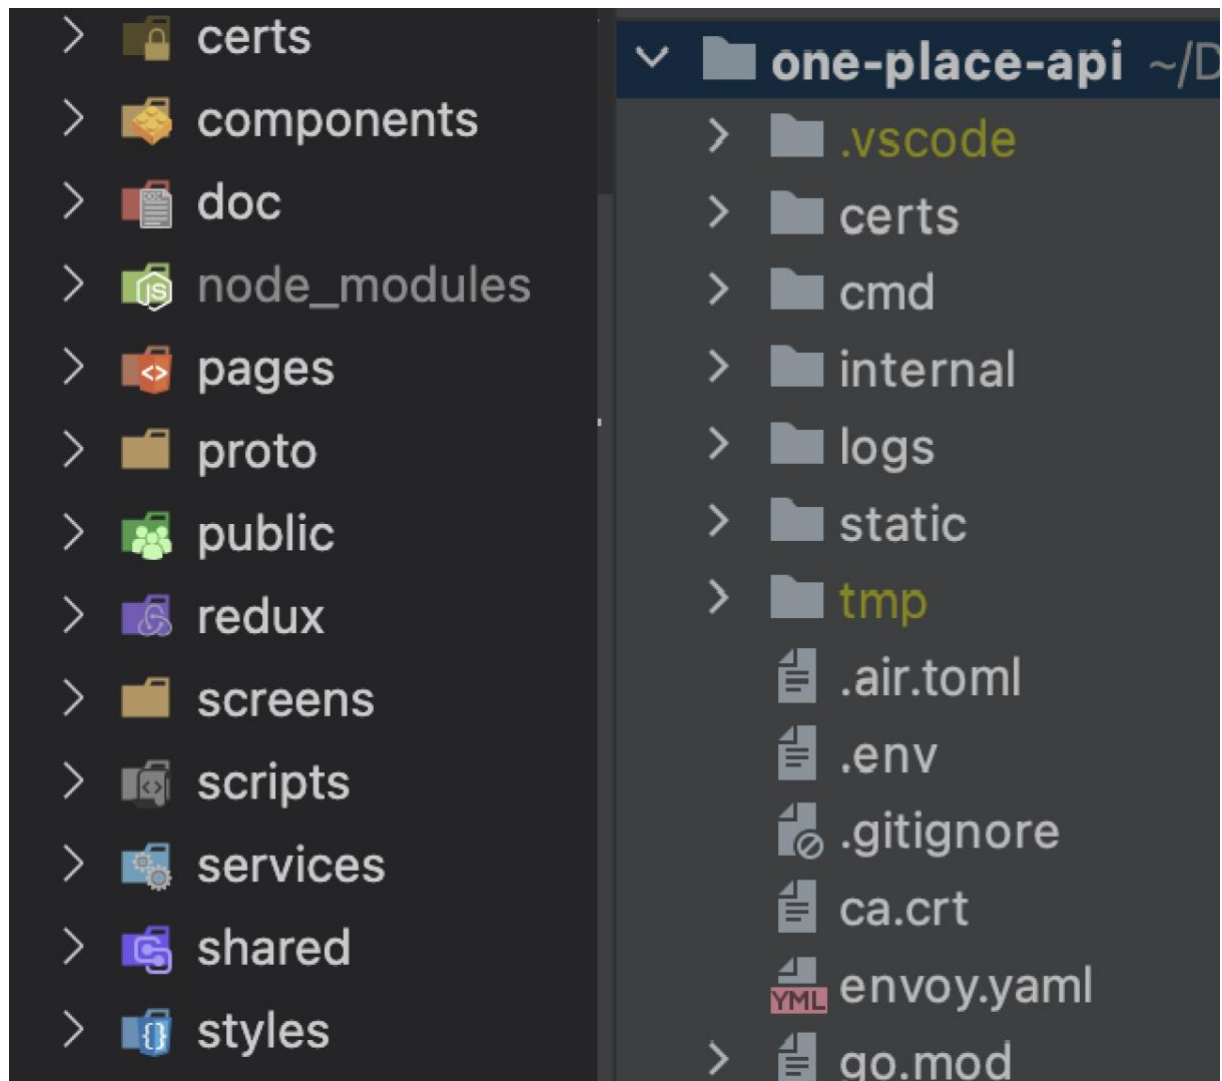 certs
components
doc
node_modules
pages
proto
public
redux
screens
scripts
services
shared
styles
one-place-api ~/D
.vscode
certs
cmd
internal
logs
static
tmp
.air.toml
.env
.gitignore
ca.crt
envoy.yaml
go.mod